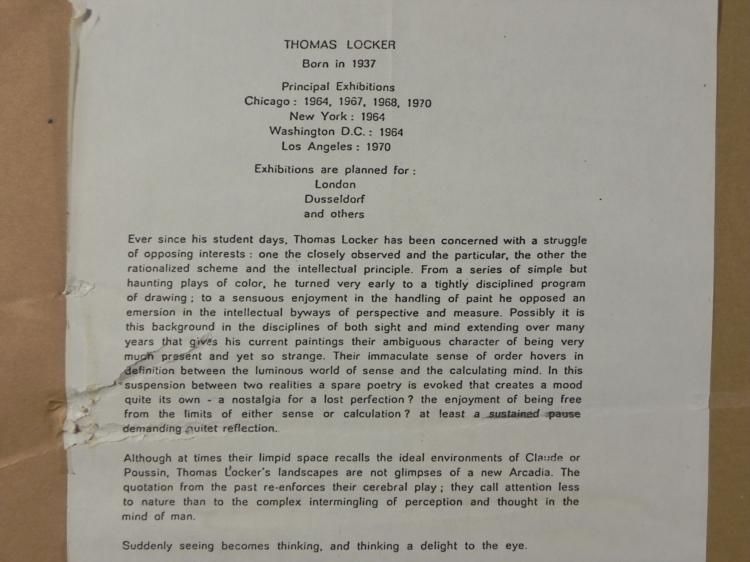 THOMAS LOCKER
Born in 1937
Principal Exhibitions
Chicago : 1964, 1967, 1968, 1970
New York : 1964
Washington D.C. : 1964
Los Angeles : 1970
Exhibitions are planned for :
London
Dusseldorf
and others
Ever since his student days, Thomas Locker has been concerned with a struggle
of opposing interests : one the closely observed and the particular, the other the
rationalized scheme and the intellectual principle. From a series of simple but
haunting plays of color, he turned very early to a tightly disciplined program
of drawing ; to a sensuous enjoyment in the handling of paint he opposed an
emersion in the intellectual byways of perspective and measure. Possibly it is
this background in the disciplines of both sight and mind extending over many
years that gives his current paintings their ambiguous character of being very
much present and yet so strange. Their immaculate sense of order hovers in
definition between the luminous world of sense and the calculating mind. In this
suspension between two realities a spare poetry is evoked that creates a mood
quite its own - a nostalgia for a lost perfection ? the enjoyment of being free
from the limits of either sense or calculation ? at least a sustained pause
demanding quitet reflection.
Although at times their limpid space recalls the ideal environments of Claude or
Poussin, Thomas Locker's landscapes are not glimpses of a new Arcadia. The
quotation from the past re-enforces their cerebral play ; they call attention less
to nature than to the complex intermingling of perception and thought in the
mind of man.
Suddenly seeing becomes thinking, and thinking a delight to the eye.